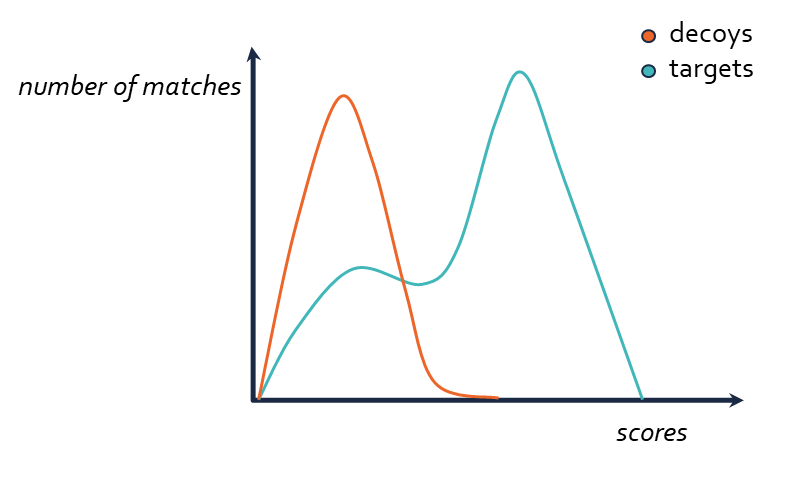 decoys
targets
number of matches
scores